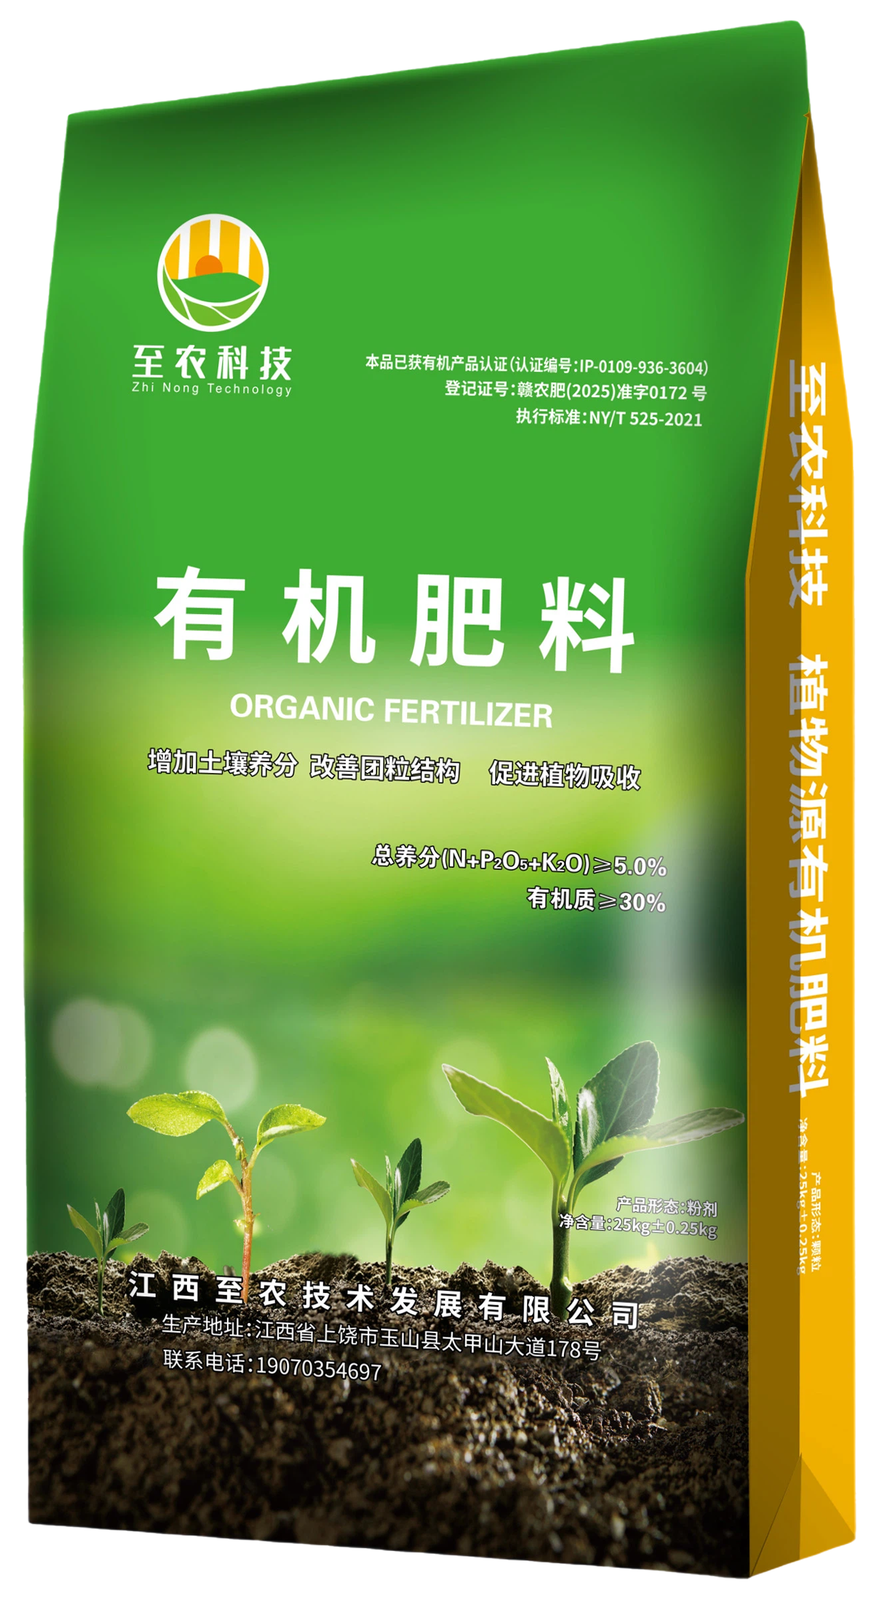 至农科技
Zhi Nong Technology
本品已获有机产品认证(认证编号:IP-0109-936-3604)
登记证号:赣农肥(2025)准字0172号
执行标准:NY/T 525-2021
有机肥料
ORGANIC FERTILIZER
增加土壤养分 改善团粒结构 促进植物吸收
总养分(N+P₂O₅+K₂O)≥5.0%
有机质≥30%
产品形态:粉剂
净含量:25kg±0.25kg
江西至农技术发展有限公司
生产地址:江西省上饶市玉山县太甲山大道178号
联系电话:19070354697
至农科技 植物源有机肥料
产品形态:颗粒
净含量:25kg±0.25kg